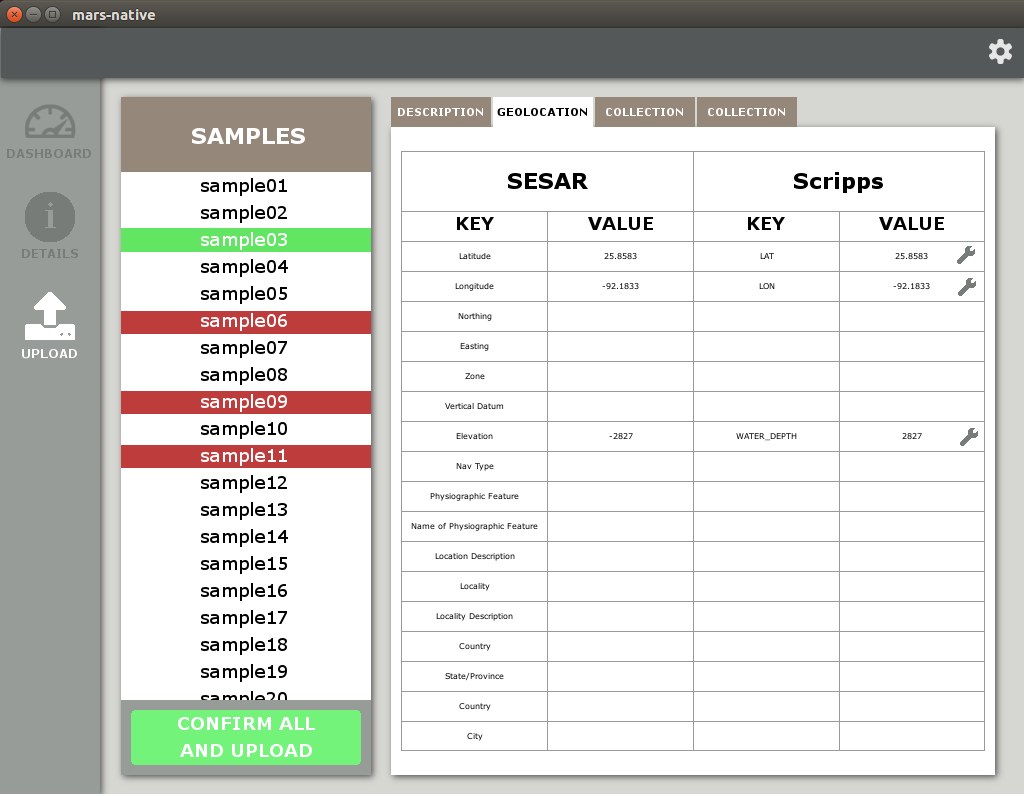 mars-native
DASHBOARD
DETAILS
UPLOAD
SAMPLES
sample01
sample02
sample03
sample04
sample05
sample06
sample07
sample08
sample09
sample10
sample11
sample12
sample13
sample14
sample15
sample16
sample17
sample18
sample19
sample20
CONFIRM ALL
AND UPLOAD
DESCRIPTION GEOLOCATION COLLECTION COLLECTION
SESAR Scripps
KEY VALUE KEY VALUE
Latitude 25.8583 LAT 25.8583
Longitude -92.1833 LON -92.1833
Northing
Easting
Zone
Vertical Datum
Elevation -2827 WATER_DEPTH 2827
Nav Type
Physiographic Feature
Name of Physiographic Feature
Location Description
Locality
Locality Description
Country
State/Province
Country
City